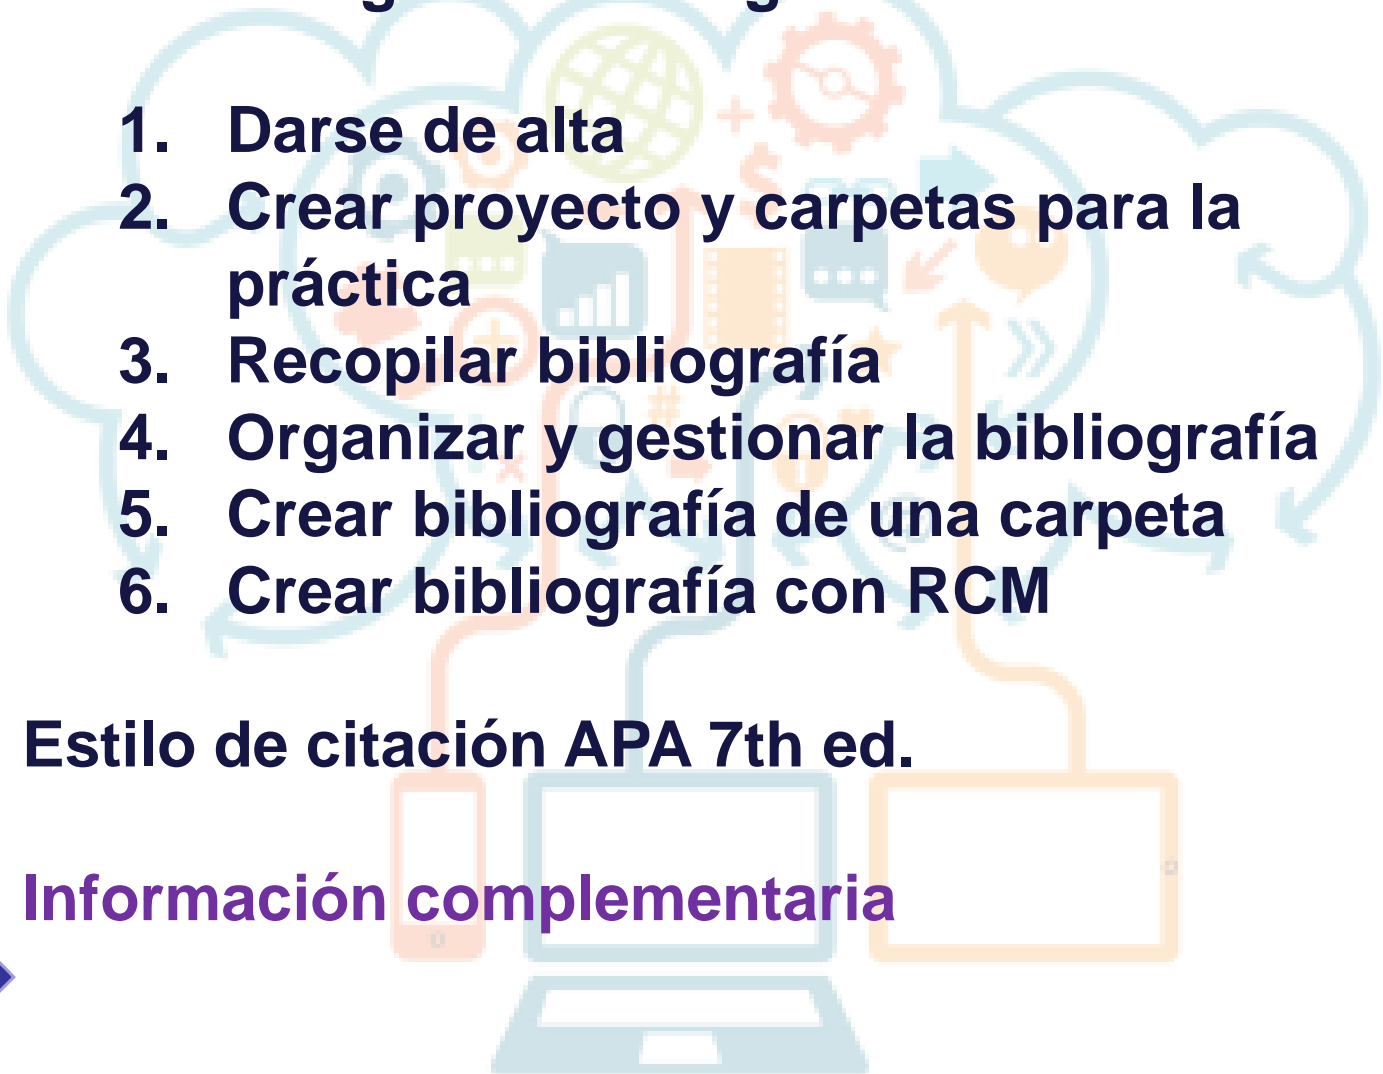 1. Darse de alta
2. Crear proyecto y carpetas para la
práctica
3. Recopilar bibliografía
4. Organizar y gestionar la bibliografía
5. Crear bibliografía de una carpeta
6. Crear bibliografía con RCM
Estilo de citación APA 7th ed.
Información complementaria